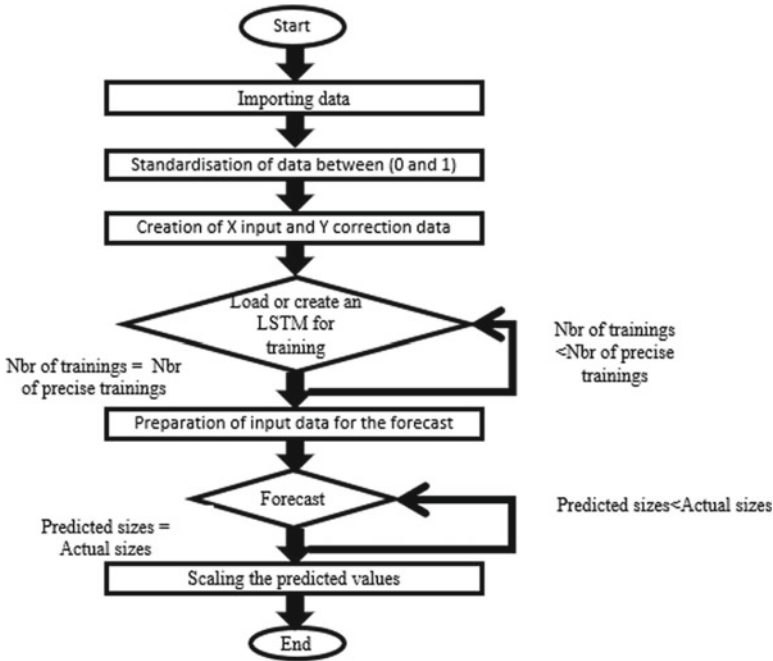 Start
Importing data
Standardisation of data between (0 and 1)
Creation of X input and Y correction data
Load or create an
LSTM for
training
Nbr of trainings
<Nbr of precise
trainings
Nbr of trainings = Nbr
of precise trainings
Preparation of input data for the forecast
Forecast
Predicted sizes<Actual sizes
Predicted sizes =
Actual sizes
Scaling the predicted values
End